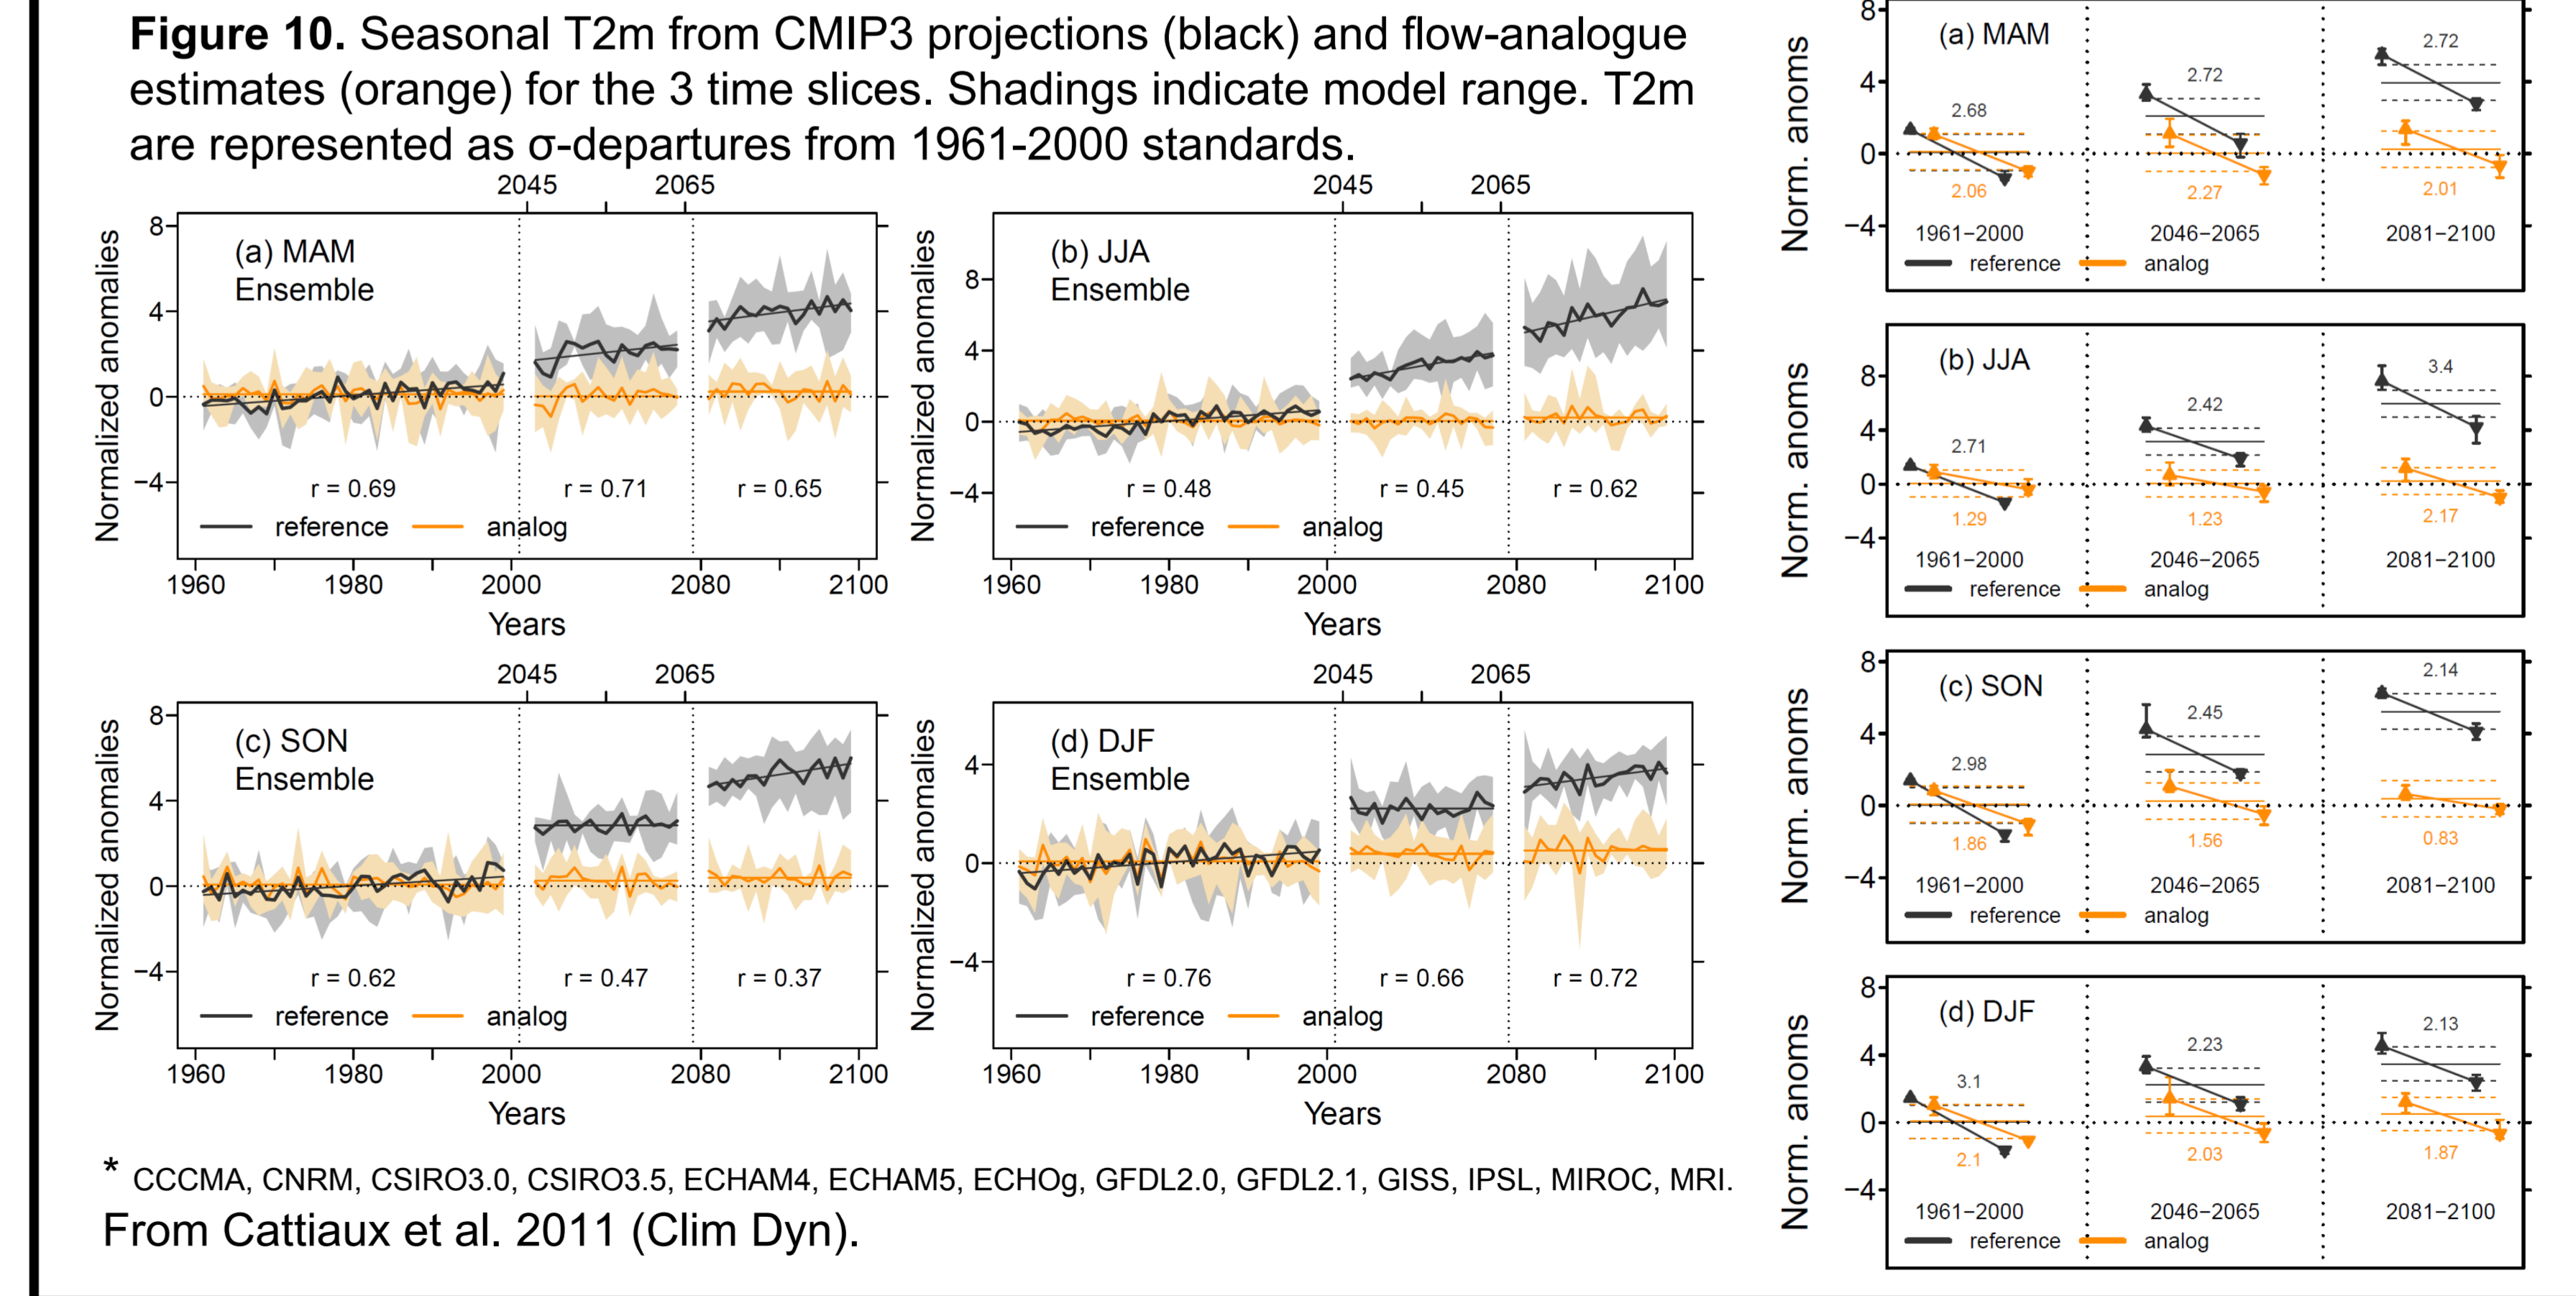 Figure 10. Seasonal T2m from CMIP3 projections (black) and flow-analogue
estimates (orange) for the 3 time slices. Shadings indicate model range. T2m
are represented as σ-departures from 1961-2000 standards.
2045 2065
Normalized anomalies
8
4
0
−4
(a) MAM
Ensemble
r = 0.69 r = 0.71 r = 0.65
reference analog
1960 1980 2000 2080 2100
Years
2045 2065
Normalized anomalies
8
4
0
−4
(b) JJA
Ensemble
r = 0.48 r = 0.45 r = 0.62
reference analog
1960 1980 2000 2080 2100
Years
2045 2065
Normalized anomalies
8
4
0
−4
(c) SON
Ensemble
r = 0.62 r = 0.47 r = 0.37
reference analog
1960 1980 2000 2080 2100
Years
2045 2065
Normalized anomalies
4
0
−4
(d) DJF
Ensemble
r = 0.76 r = 0.66 r = 0.72
reference analog
1960 1980 2000 2080 2100
Years
* CCCMA, CNRM, CSIRO3.0, CSIRO3.5, ECHAM4, ECHAM5, ECHOg, GFDL2.0, GFDL2.1, GISS, IPSL, MIROC, MRI.
From Cattiaux et al. 2011 (Clim Dyn).
Norm. anoms
8
4
0
−4
(a) MAM
2.68 2.72 2.72
2.06 2.27 2.01
1961−2000 2046−2065 2081−2100
reference analog
Norm. anoms
8
4
0
−4
(b) JJA
2.71 2.42 3.4
1.29 1.23 2.17
1961−2000 2046−2065 2081−2100
reference analog
Norm. anoms
8
4
0
−4
(c) SON
2.98 2.45 2.14
1.86 1.56 0.83
1961−2000 2046−2065 2081−2100
reference analog
Norm. anoms
8
4
0
−4
(d) DJF
3.1 2.23 2.13
2.1 2.03 1.87
1961−2000 2046−2065 2081−2100
reference analog